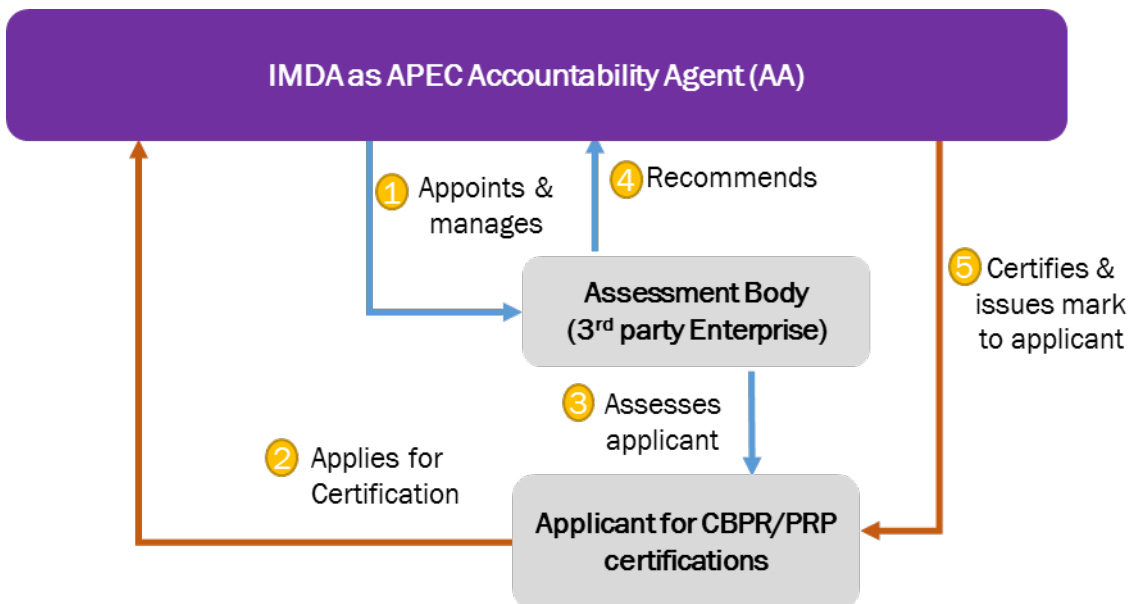 IMDA as APEC Accountability Agent (AA)
1 Appoints &
manages
4 Recommends
Assessment Body
(3rd party Enterprise)
5 Certifies &
issues mark
to applicant
3 Assesses
applicant
2 Applies for
Certification
Applicant for CBPR/PRP
certifications